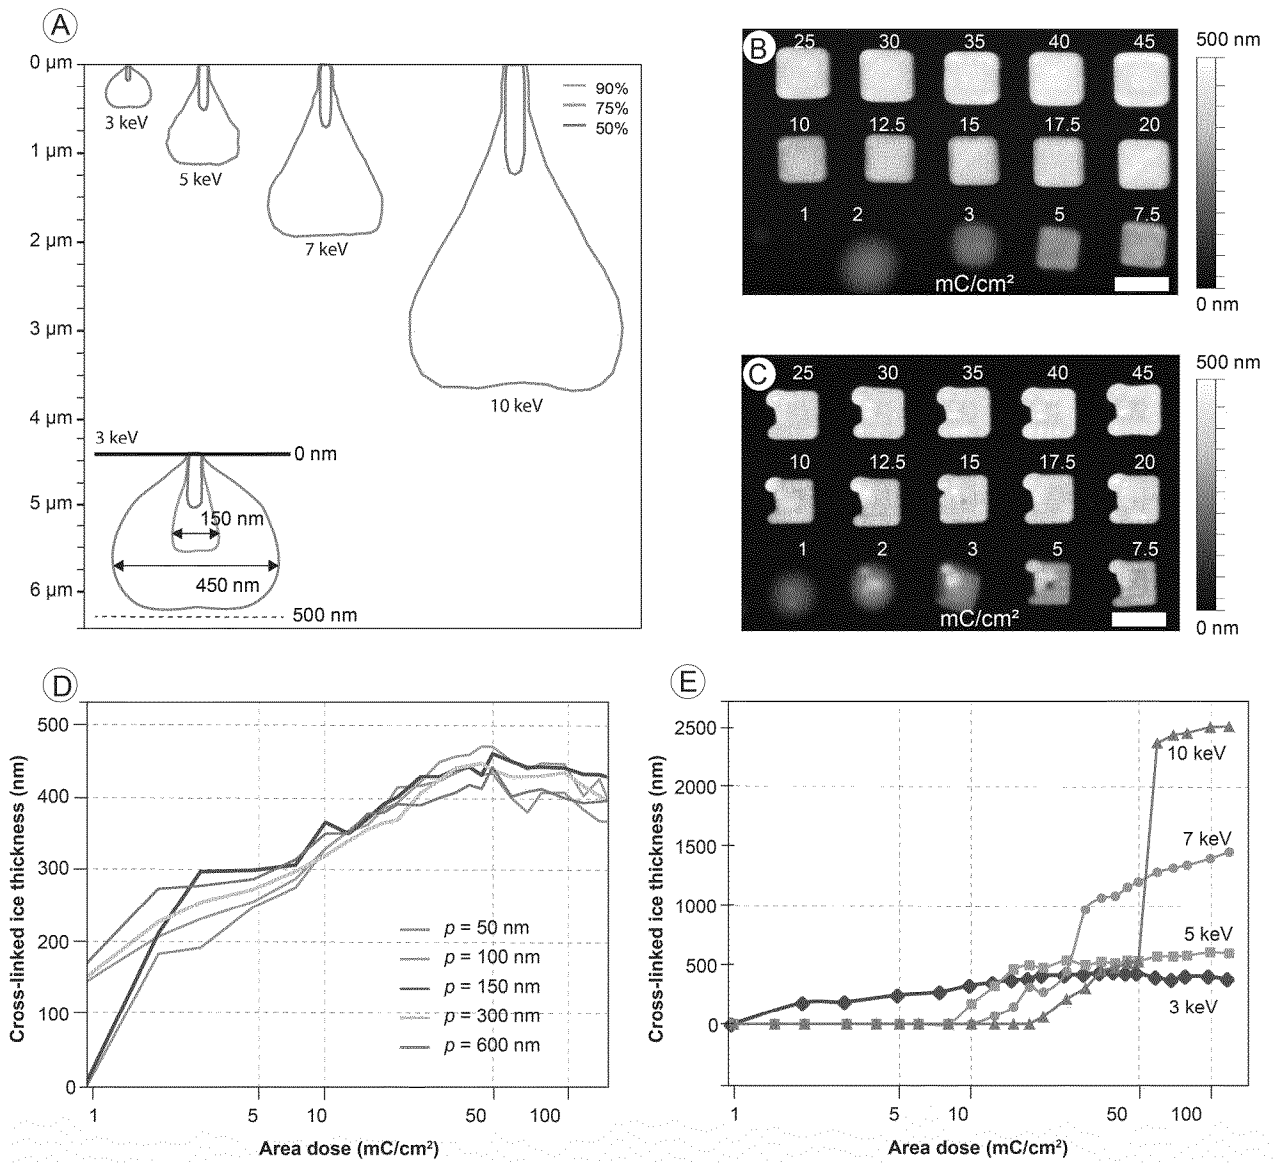 A
0 µm
1 µm
2 µm
3 µm
4 µm
5 µm
6 µm
90%
75%
50%
3 keV
5 keV
7 keV
10 keV
3 keV
0 nm
150 nm
450 nm
500 nm
B
25 30 35 40 45
10 12.5 15 17.5 20
1 2 3 5 7.5
mC/cm²
500 nm
0 nm
C
25 30 35 40 45
10 12.5 15 17.5 20
1 2 3 5 7.5
mC/cm²
500 nm
0 nm
D
Cross-linked ice thickness (nm)
500
400
300
200
100
0
p = 50 nm
p = 100 nm
p = 150 nm
p = 300 nm
p = 600 nm
1 5 10 50 100
Area dose (mC/cm²)
E
Cross-linked ice thickness (nm)
2500
2000
1500
1000
500
0
10 keV
7 keV
5 keV
3 keV
1 5 10 50 100
Area dose (mC/cm²)